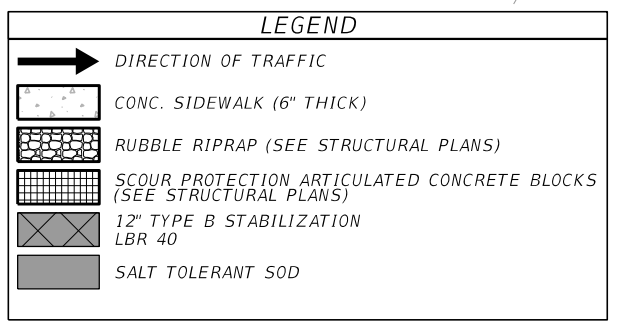 LEGEND
DIRECTION OF TRAFFIC
CONC. SIDEWALK (6" THICK)
RUBBLE RIPRAP (SEE STRUCTURAL PLANS)
SCOUR PROTECTION ARTICULATED CONCRETE BLOCKS
(SEE STRUCTURAL PLANS)
12" TYPE B STABILIZATION
LBR 40
SALT TOLERANT SOD